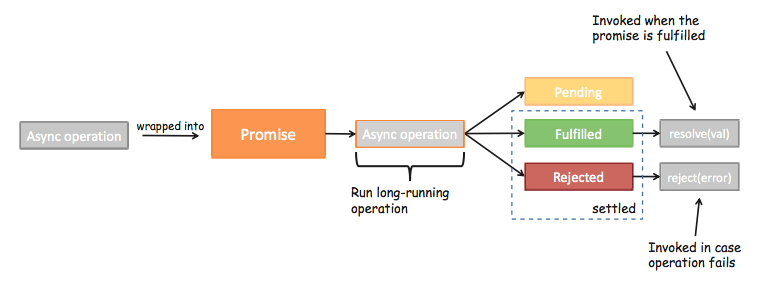 Invoked when the
promise is fulfilled
Pending
Async operation
wrapped into
Promise
Async operation
Fulfilled
resolve(val)
Rejected
reject(error)
Run long-running
operation
settled
Invoked in case
operation fails